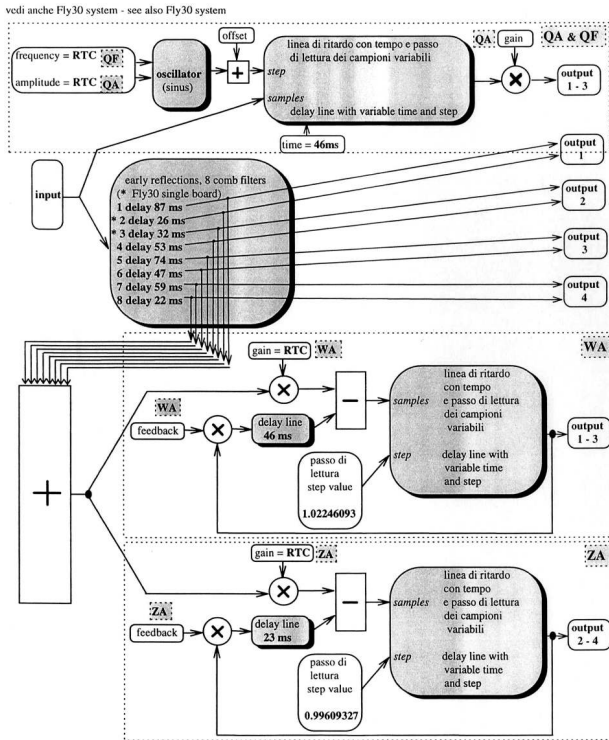 vedi anche Fly30 system - see also Fly30 system
frequency = RTC QF
amplitude = RTC QA
oscillator
(sinus)
offset
+
linea di ritardo con tempo e passo
di lettura dei campioni variabili
step
samples
delay line with variable time and step
time = 46ms
QA
gain
×
QA & QF
output
1 - 3
input
early reflections, 8 comb filters
(* Fly30 single board)
1 delay 87 ms
* 2 delay 26 ms
* 3 delay 32 ms
4 delay 53 ms
5 delay 74 ms
6 delay 47 ms
7 delay 59 ms
8 delay 22 ms
output
1
output
2
output
3
output
4
+
gain = RTC WA
×
WA
feedback
×
delay line
46 ms
−
samples
linea di ritardo
con tempo
e passo di lettura
dei campioni
variabili
step
delay line with
variable time
and step
passo di
lettura
step value
1.02246093
WA
output
1 - 3
gain = RTC ZA
×
ZA
feedback
×
delay line
23 ms
−
samples
linea di ritardo
con tempo
e passo di lettura
dei campioni
variabili
step
delay line with
variable time
and step
passo di
lettura
step value
0.99609327
ZA
output
2 - 4